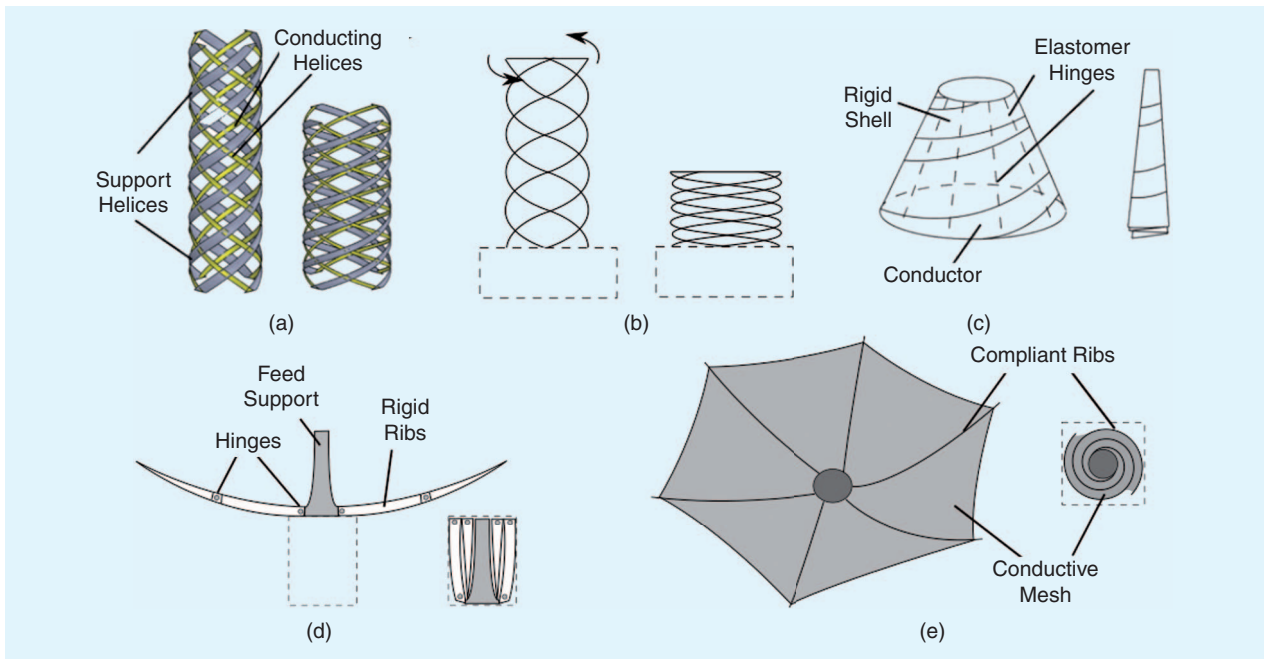 Conducting
Helices
Support
Helices
(a)
(b)
Elastomer
Hinges
Rigid
Shell
Conductor
(c)
Feed
Support
Hinges
Rigid
Ribs
(d)
Compliant Ribs
Conductive
Mesh
(e)